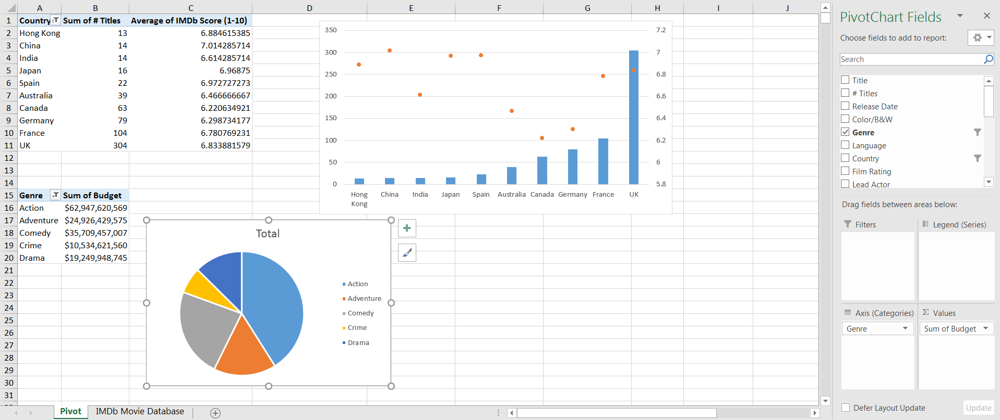 A B C D E F G H I J
1 Country Sum of # Titles Average of IMDb Score (1-10)
2 Hong Kong 13 6.884615385
3 China 14 7.014285714
4 India 14 6.614285714
5 Japan 16 6.96875
6 Spain 22 6.972727273
7 Australia 39 6.466666667
8 Canada 63 6.220634921
9 Germany 79 6.298734177
10 France 104 6.780769231
11 UK 304 6.833881579
12
13
14
15 Genre Sum of Budget
16 Action $62,947,620,569
17 Adventure $24,926,429,575
18 Comedy $35,709,457,007
19 Crime $10,534,621,560
20 Drama $19,249,948,745
21
22
23
24
25
26
27
28
29
30
31
350 7.2
300 7
250 6.8
200 6.6
150 6.4
100 6.2
50 6
0 5.8
Hong Kong China India Japan Spain Australia Canada Germany France UK
Total
Action
Adventure
Comedy
Crime
Drama
Pivot IMDb Movie Database
PivotChart Fields
Choose fields to add to report:
Search
Title
# Titles
Release Date
Color/B&W
Genre
Language
Country
Film Rating
Lead Actor
Drag fields between areas below:
Filters Legend (Series)
Axis (Categories) Σ Values
Genre Sum of Budget
Defer Layout Update Update